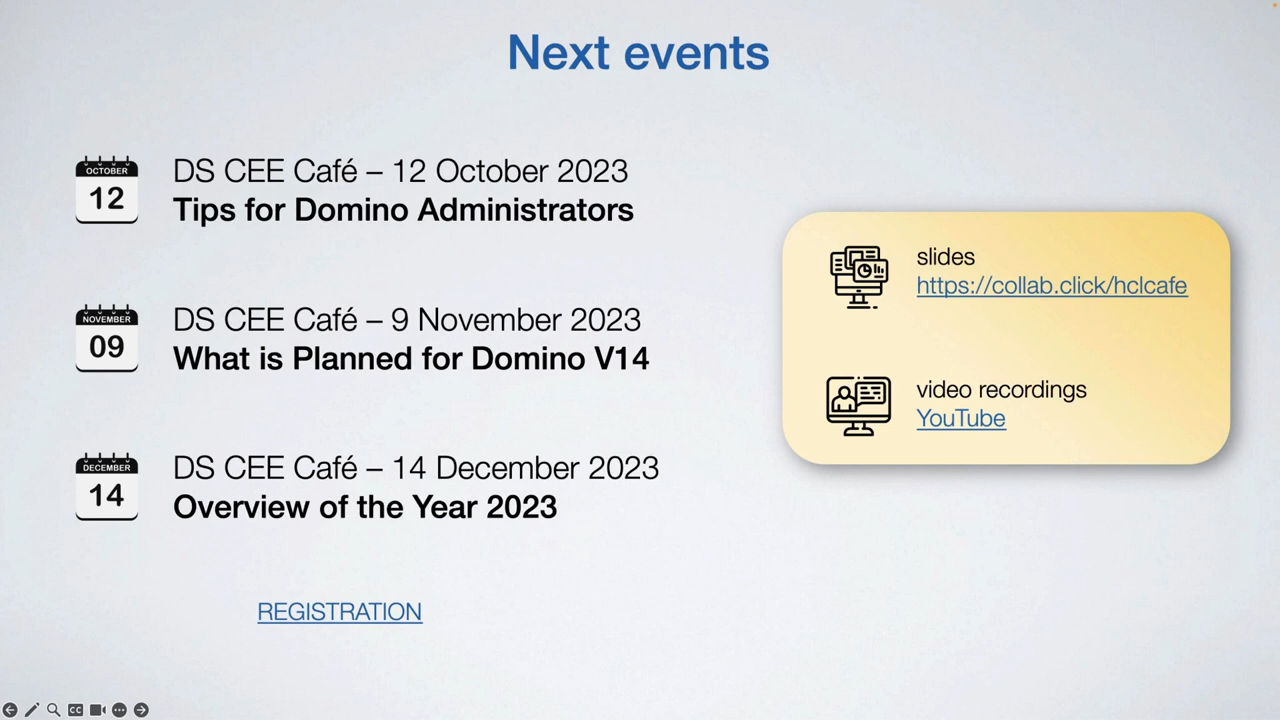 Next events
OCTOBER
12
DS CEE Café – 12 October 2023
Tips for Domino Administrators
NOVEMBER
09
DS CEE Café – 9 November 2023
What is Planned for Domino V14
DECEMBER
14
DS CEE Café – 14 December 2023
Overview of the Year 2023
REGISTRATION
slides
https://collab.click/hclcafe
video recordings
YouTube
CC